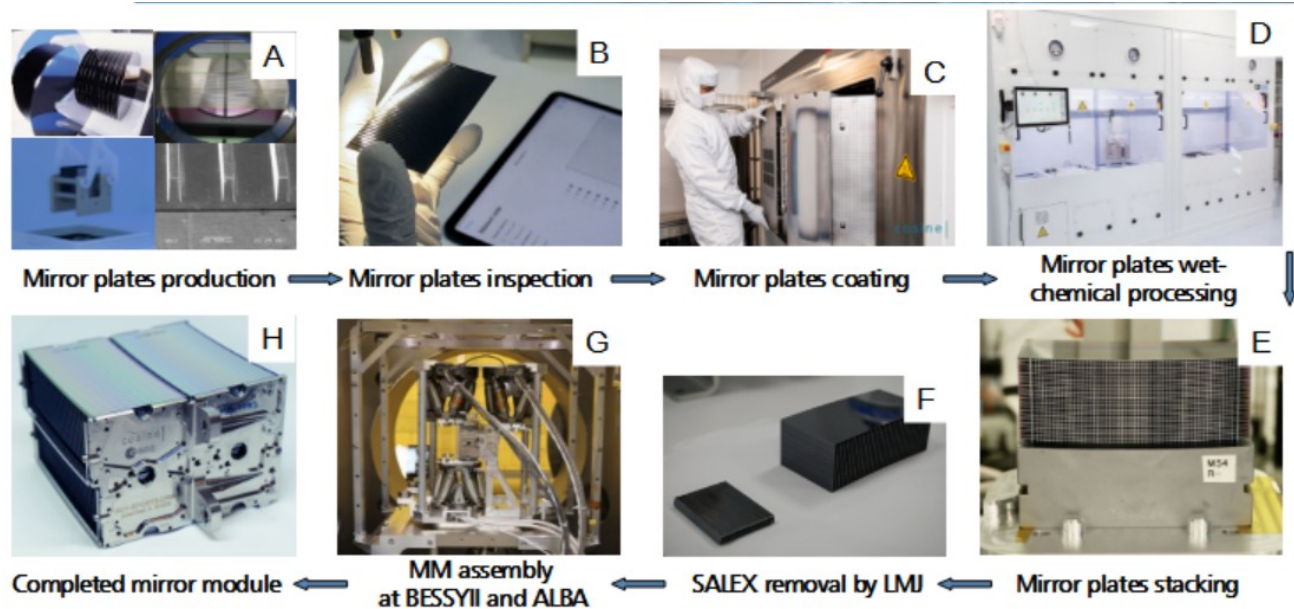 A
B
C
D
cosine
Mirror plates production
Mirror plates inspection
Mirror plates coating
Mirror plates wet-
chemical processing
H
G
F
E
cosine
M54
Completed mirror module
MM assembly
at BESSYII and ALBA
SALEX removal by LMJ
Mirror plates stacking